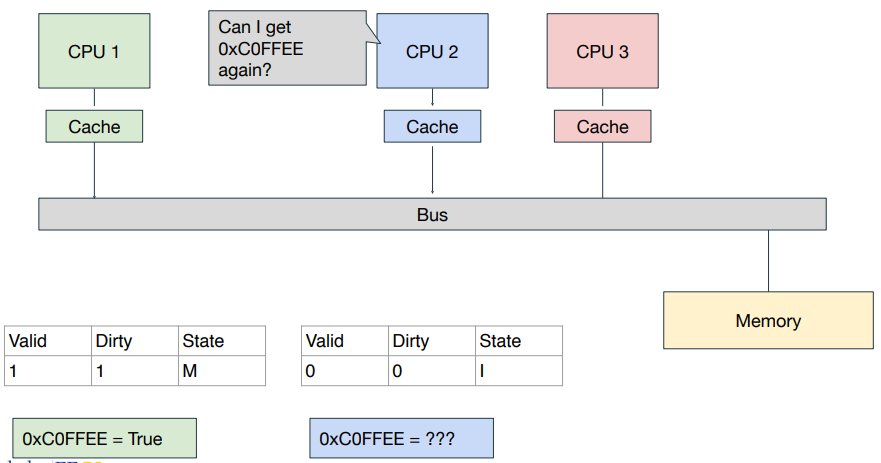 CPU 1
Can I get
0xC0FFEE
again?
CPU 2
CPU 3
Cache
Cache
Cache
Bus
Memory
Valid Dirty State
1 1 M
Valid Dirty State
0 0 I
0xC0FFEE = True
0xC0FFEE = ???